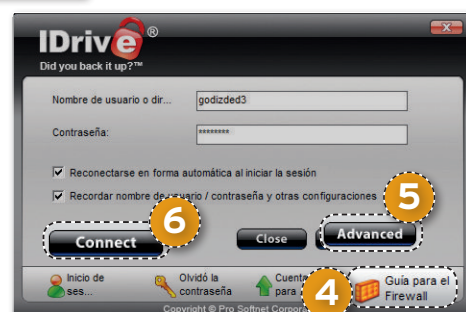 IDrive®
Did you back it up?™
Nombre de usuario o dir... godizded3
Contraseña: ********
Reconectarse en forma automática al iniciar la sesión
Recordar nombre de usuario / contraseña y otras configuraciones
5
6
Connect Close Advanced
Inicio de ses...
Olvidó la contraseña
Cuenta para
4
Guía para el Firewall
Copyright © Pro Softnet